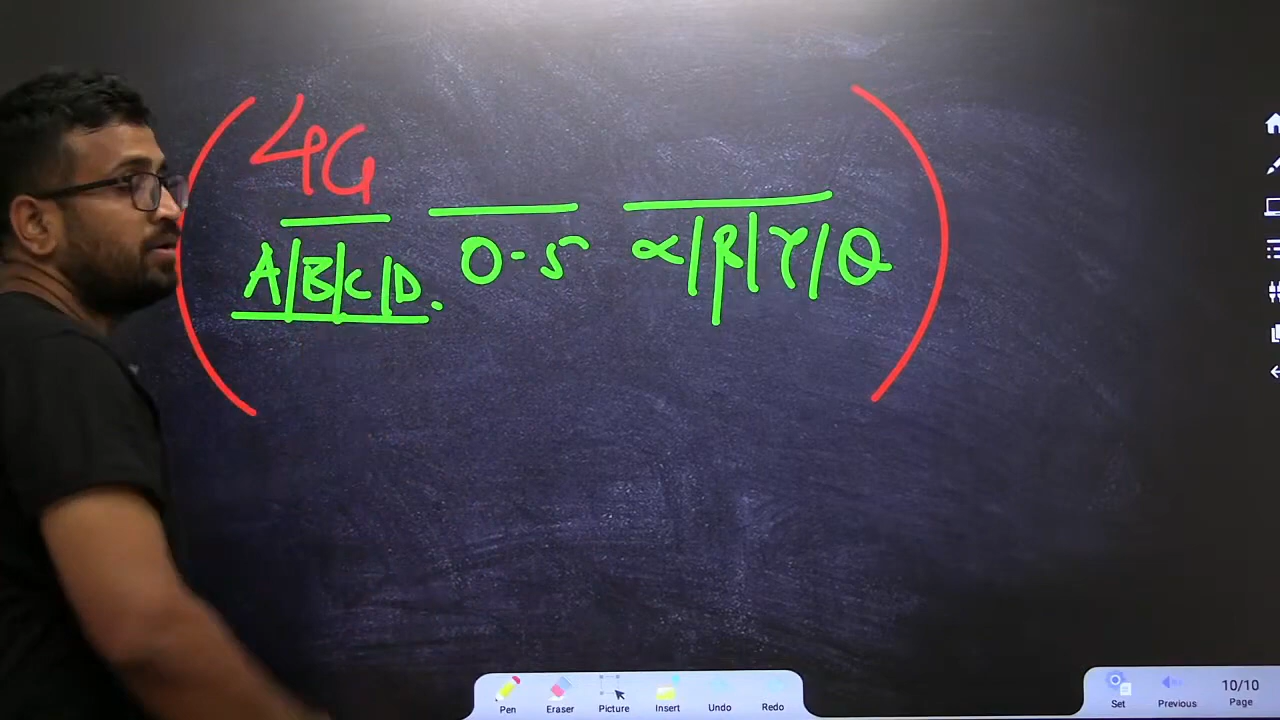 4G
A/B/C/D. 0-5 α/β/γ/θ
Pen Eraser Picture Insert Undo Redo
Set Previous 10/10 Page